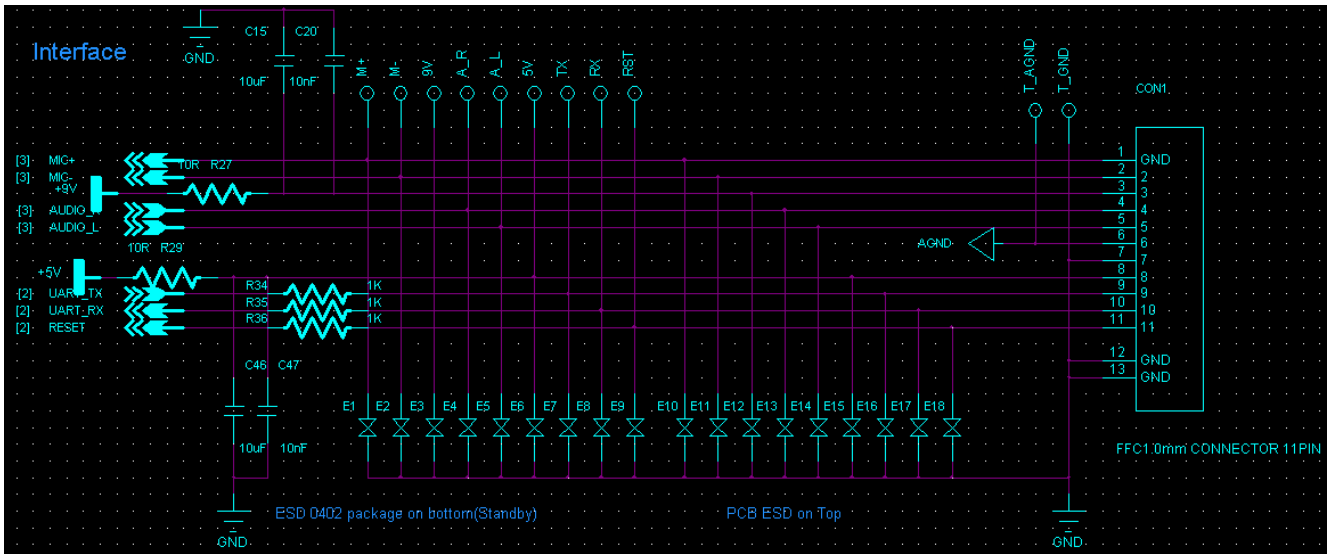 Interface
GND
C15 C20
10uF 10nF
M+ M- 9V A_R A_L 5V TX RX RST
T_AGND T_GND
CON1
[3] MIC+
[3] MIC-
10R R27
+9V
[3] AUDIO_R
[3] AUDIO_L
10R R29
+5V
[2] UART_TX
[2] UART_RX
[2] RESET
R34 1K
R35 1K
R36 1K
AGND
1 GND
2 2
3 3
4 4
5 5
6 6
7 7
8 8
9 9
10 10
11 11
12 GND
13 GND
C46 C47
10uF 10nF
E1 E2 E3 E4 E5 E6 E7 E8 E9 E10 E11 E12 E13 E14 E15 E16 E17 E18
FFC1.0mm CONNECTOR 11PIN
ESD 0402 package on bottom(Standby)
PCB ESD on Top
GND
GND